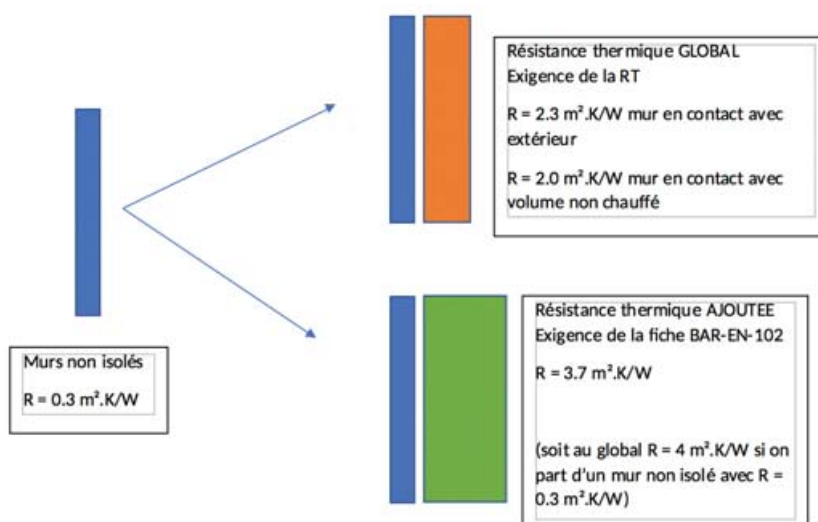 Murs non isolés
R = 0.3 m².K/W
Résistance thermique GLOBAL
Exigence de la RT
R = 2.3 m².K/W mur en contact avec
extérieur
R = 2.0 m².K/W mur en contact avec
volume non chauffé
Résistance thermique AJOUTEE
Exigence de la fiche BAR-EN-102
R = 3.7 m².K/W
(soit au global R = 4 m².K/W si on
part d'un mur non isolé avec R =
0.3 m².K/W)